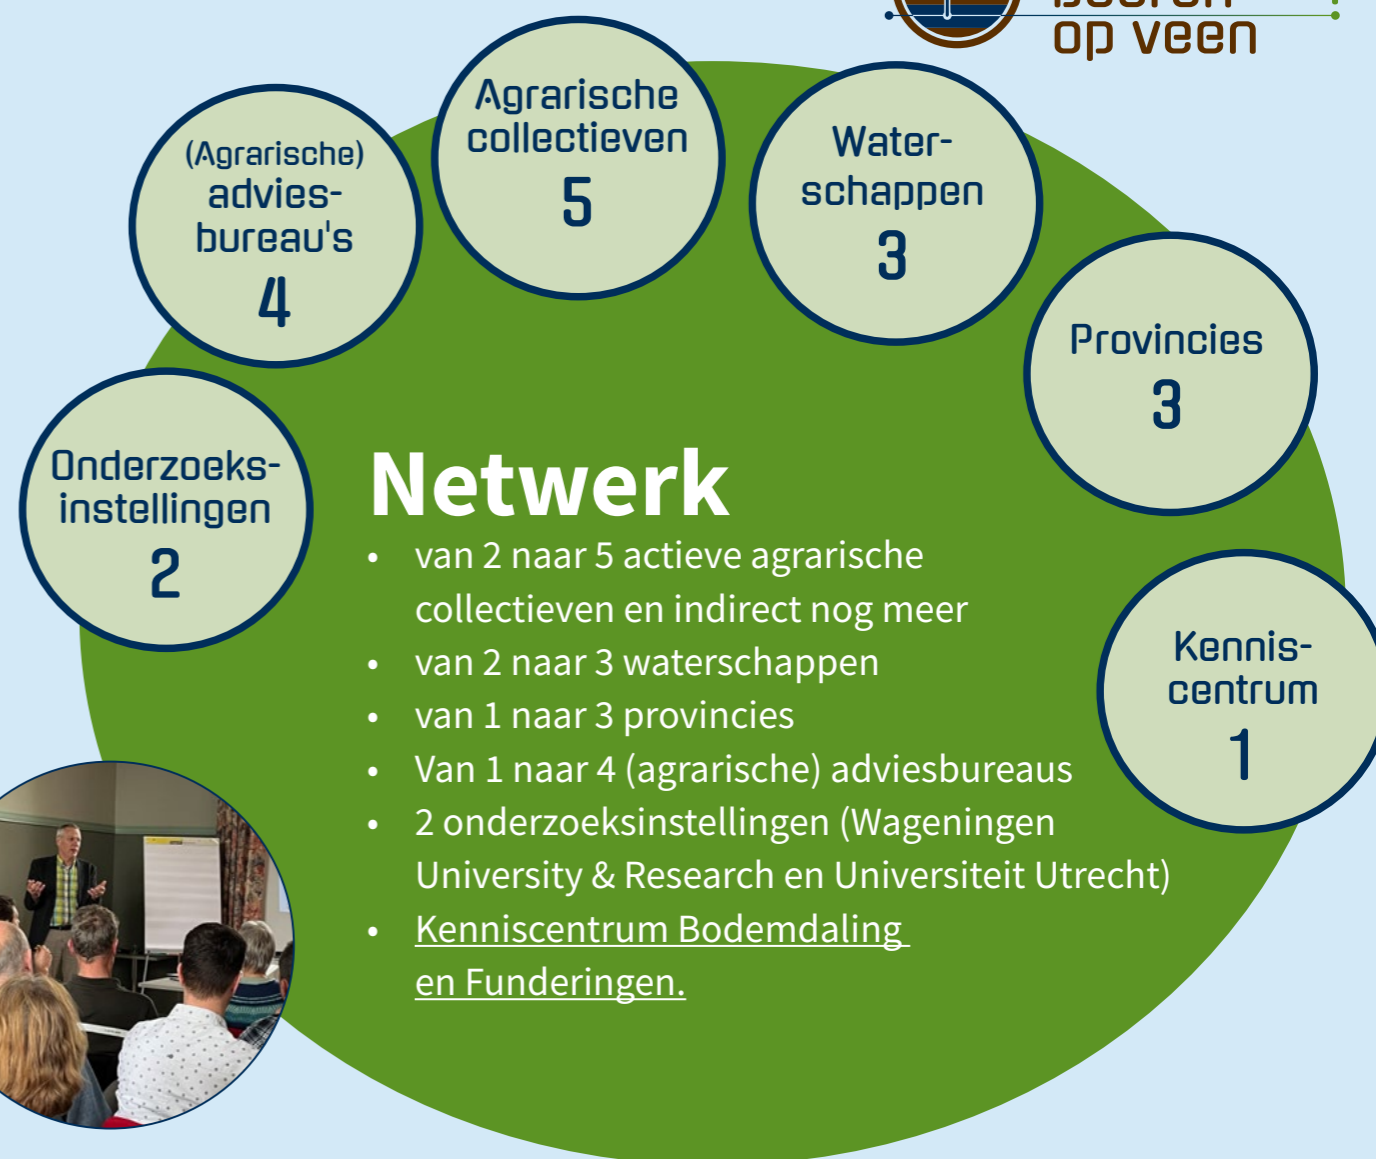 op veen
Agrarische
collectieven
5
(Agrarische)
advies-
bureau's
4
Water-
schappen
3
Provincies
3
Onderzoeks-
instellingen
2
Kennis-
centrum
1
Netwerk
• van 2 naar 5 actieve agrarische
collectieven en indirect nog meer
• van 2 naar 3 waterschappen
• van 1 naar 3 provincies
• Van 1 naar 4 (agrarische) adviesbureaus
• 2 onderzoeksinstellingen (Wageningen
University & Research en Universiteit Utrecht)
• Kenniscentrum Bodemdaling
en Funderingen.